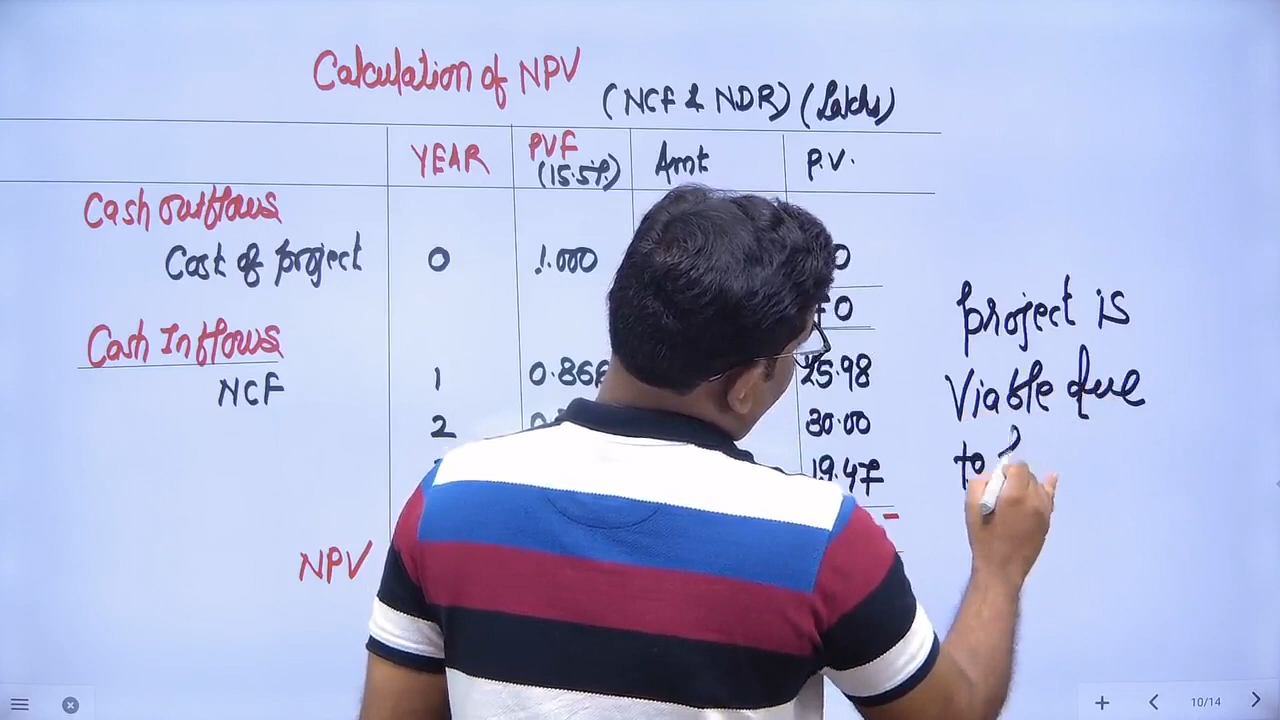 Calculation of NPV
(NCF & NDR) (Lakhs)
YEAR PVF (15.5%) Amt P.V.
Cash outflows
Cost of project 0 1.000
Cash Inflows
NCF 1 25.98
2 30.00
19.47
NPV
project is
Viable due
to
10/14